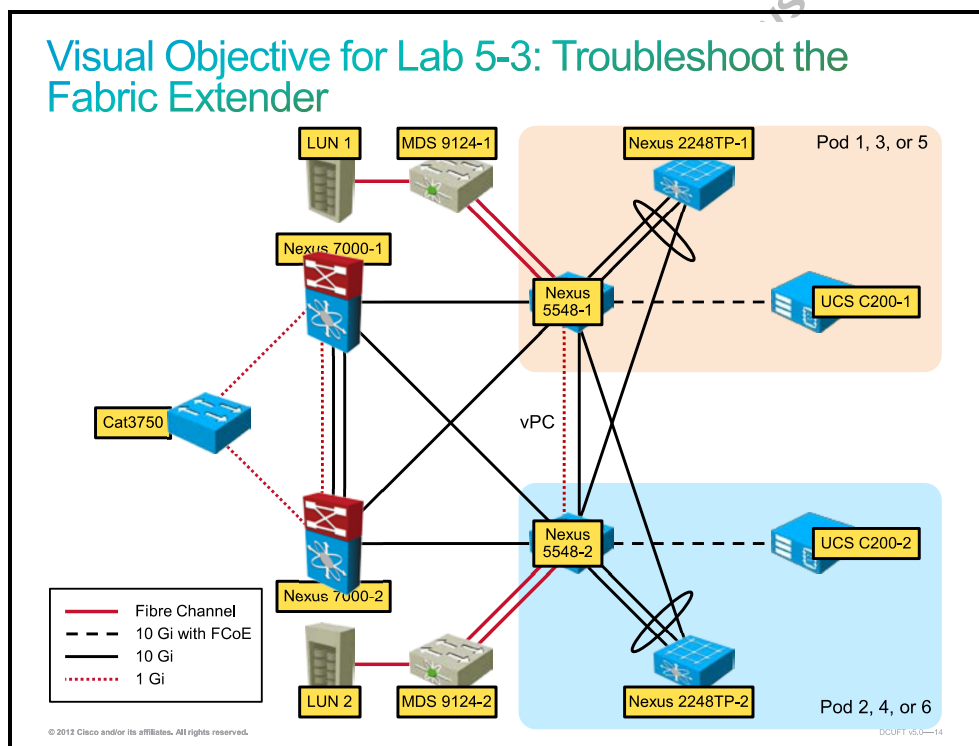 us
Visual Objective for Lab 5-3: Troubleshoot the
Fabric Extender
LUN 1
MDS 9124-1
Nexus 2248TP-1
Pod 1, 3, or 5
Nexus 7000-1
Nexus
5548-1
UCS C200-1
Cat3750
vPC
Nexus
5548-2
UCS C200-2
Nexus 7000-2
Fibre Channel
10 Gi with FCoE
10 Gi
1 Gi
LUN 2
MDS 9124-2
Nexus 2248TP-2
Pod 2, 4, or 6
© 2012 Cisco and/or its affiliates. All rights reserved.
DCUFT v5.0—14